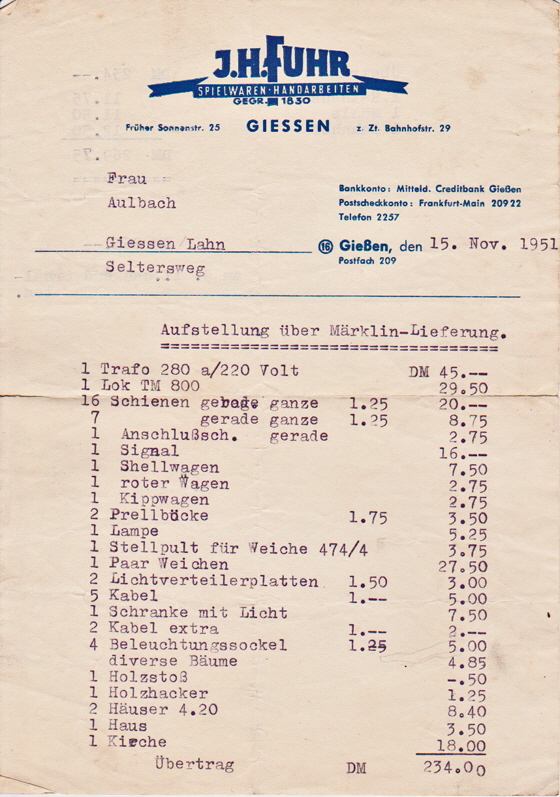 J.H. FUHR
SPIELWAREN · HANDARBEITEN
GEGR. 1830
Früher Sonnenstr. 25 GIESSEN z. Zt. Bahnhofstr. 29
Frau
Aulbach
Bankkonto: Mitteld. Creditbank Gießen
Postscheckkonto: Frankfurt-Main 20922
Telefon 2257
Giessen/Lahn
Seltersweg
(16) Gießen, den 15. Nov. 1951
Postfach 209
Aufstellung über Märklin-Lieferung.
1 Trafo 280 a/220 Volt DM 45.--
1 Lok TM 800 29.50
16 Schienen gebage ganze 1.25 20.--
7 gerade ganze 1.25 8.75
1 Anschlußsch. gerade 2.75
1 Signal 16.--
1 Shellwagen 7.50
1 roter Wagen 2.75
1 Kippwagen 2.75
2 Prellböcke 1.75 3.50
1 Lampe 5.25
1 Stellpult für Weiche 474/4 3.75
1 Paar Weichen 27.50
2 Lichtverteilerplatten 1.50 3.00
5 Kabel 1.-- 5.00
1 Schranke mit Licht 7.50
2 Kabel extra 1.-- 2.--
4 Beleuchtungssockel 1.25 5.00
diverse Bäume 4.85
1 Holzstoß -.50
1 Holzhacker 1.25
2 Häuser 4.20 8.40
1 Haus 3.50
1 Kirche 18.00
Übertrag DM 234.00